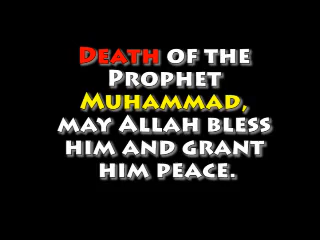 Death of the
Prophet
Muhammad,
may Allah bless
him and grant
him peace.